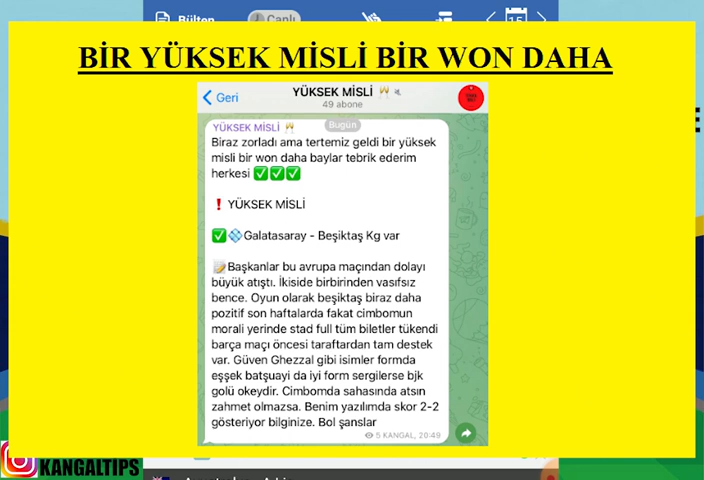 Bülten
Canlı
15
BİR YÜKSEK MİSLİ BİR WON DAHA
Geri
YÜKSEK MİSLİ 🥂
49 abone
YÜKSEK MİSLİ 🥂
Bugün
Biraz zorladı ama tertemiz geldi bir yüksek
misli bir won daha baylar tebrik ederim
herkesi ✅✅✅
❗ YÜKSEK MİSLİ
✅💠Galatasaray - Beşiktaş Kg var
📝Başkanlar bu avrupa maçından dolayı
büyük atıştı. İkiside birbirinden vasıfsız
bence. Oyun olarak beşiktaş biraz daha
pozitif son haftalarda fakat cimbomun
morali yerinde stad full tüm biletler tükendi
barça maçı öncesi taraftardan tam destek
var. Güven Ghezzal gibi isimler formda
eşşek batşuayi da iyi form sergilerse bjk
golü okeydir. Cimbomda sahasında atsın
zahmet olmazsa. Benim yazılımda skor 2-2
gösteriyor bilginize. Bol şanslar
5 KANGAL, 20:49
KANGALTIPS